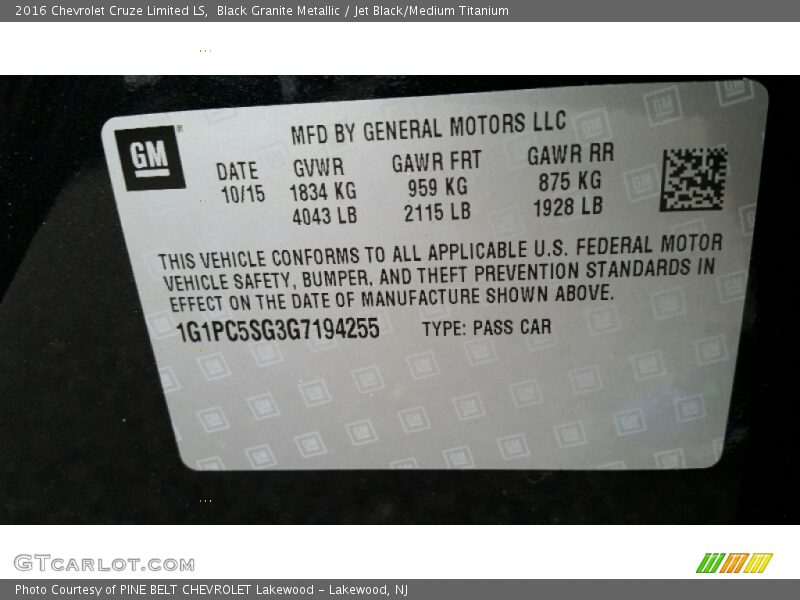 2016 Chevrolet Cruze Limited LS,  Black Granite Metallic / Jet Black/Medium Titanium
GM
MFD BY GENERAL MOTORS LLC
DATE GVWR GAWR FRT GAWR RR
10/15 1834 KG 959 KG 875 KG
4043 LB 2115 LB 1928 LB
THIS VEHICLE CONFORMS TO ALL APPLICABLE U.S. FEDERAL MOTOR
VEHICLE SAFETY, BUMPER, AND THEFT PREVENTION STANDARDS IN
EFFECT ON THE DATE OF MANUFACTURE SHOWN ABOVE.
1G1PC5SG3G7194255 TYPE: PASS CAR
GTcarlot.com
Photo Courtesy of PINE BELT CHEVROLET Lakewood - Lakewood, NJ